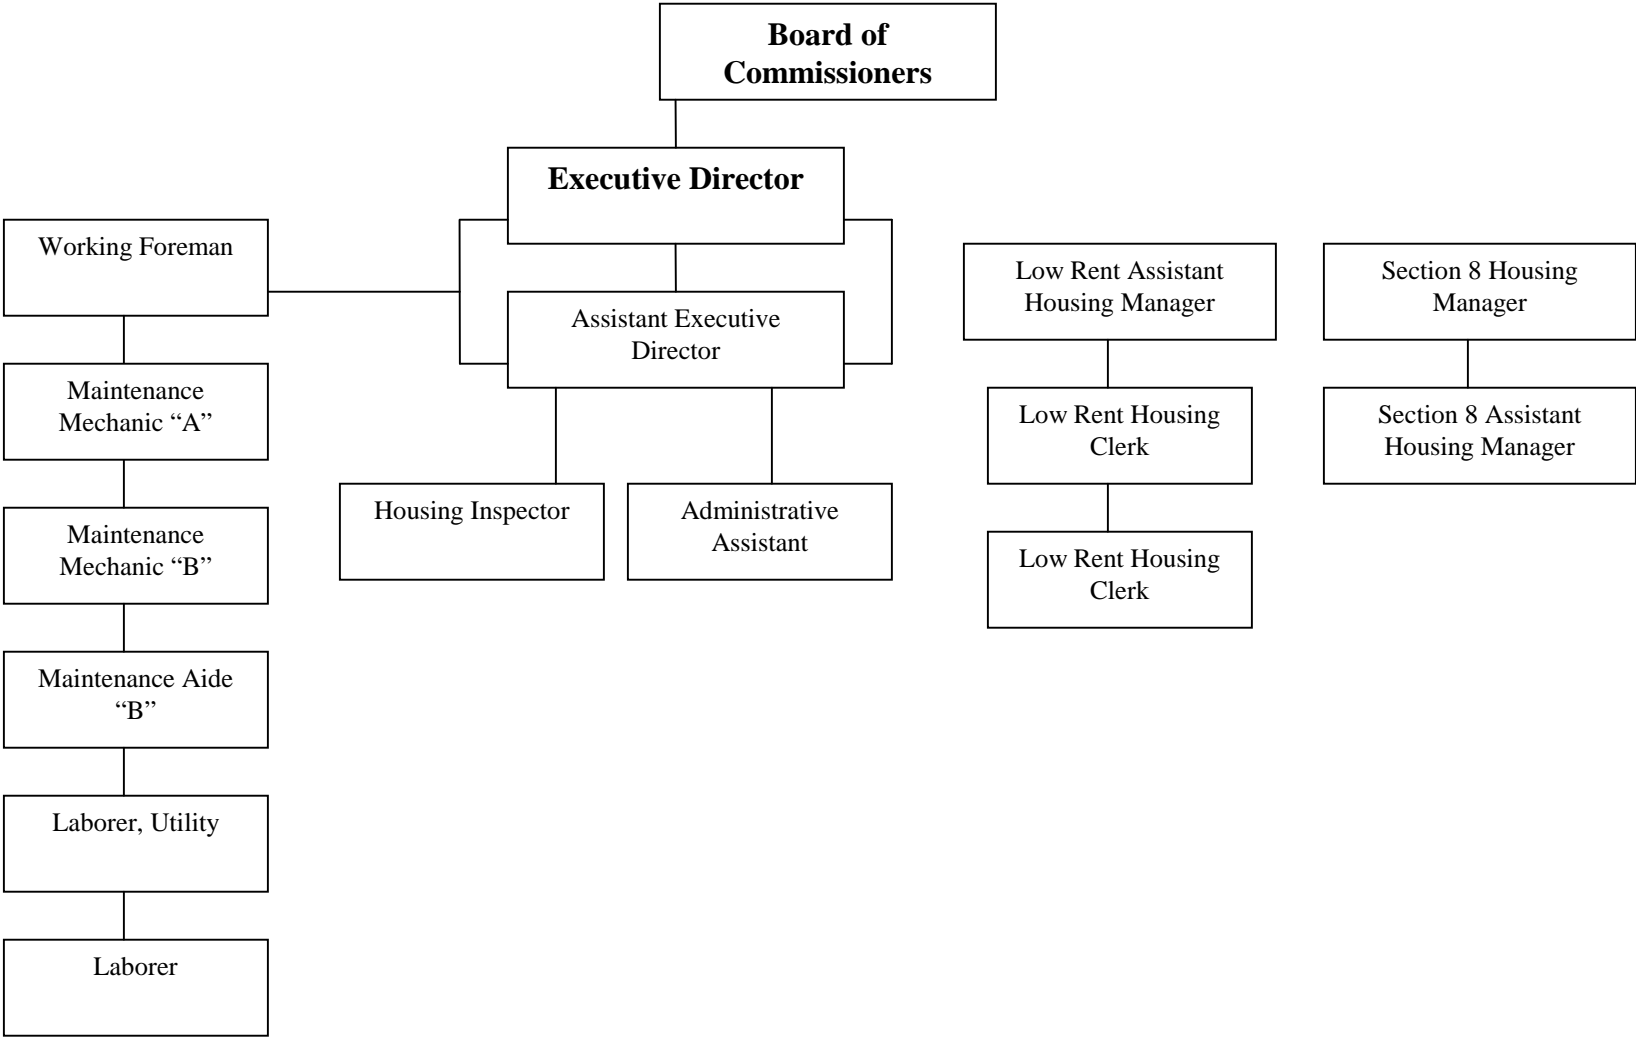 Board of
Commissioners
Executive Director
Working Foreman
Low Rent Assistant
Housing Manager
Section 8 Housing
Manager
Assistant Executive
Director
Maintenance
Mechanic “A”
Low Rent Housing
Clerk
Section 8 Assistant
Housing Manager
Housing Inspector
Administrative
Assistant
Maintenance
Mechanic “B”
Low Rent Housing
Clerk
Maintenance Aide
“B”
Laborer, Utility
Laborer